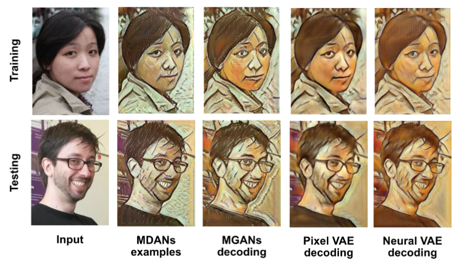 Training
Testing
Input
MDANs
examples
MGANs
decoding
Pixel VAE
decoding
Neural VAE
decoding